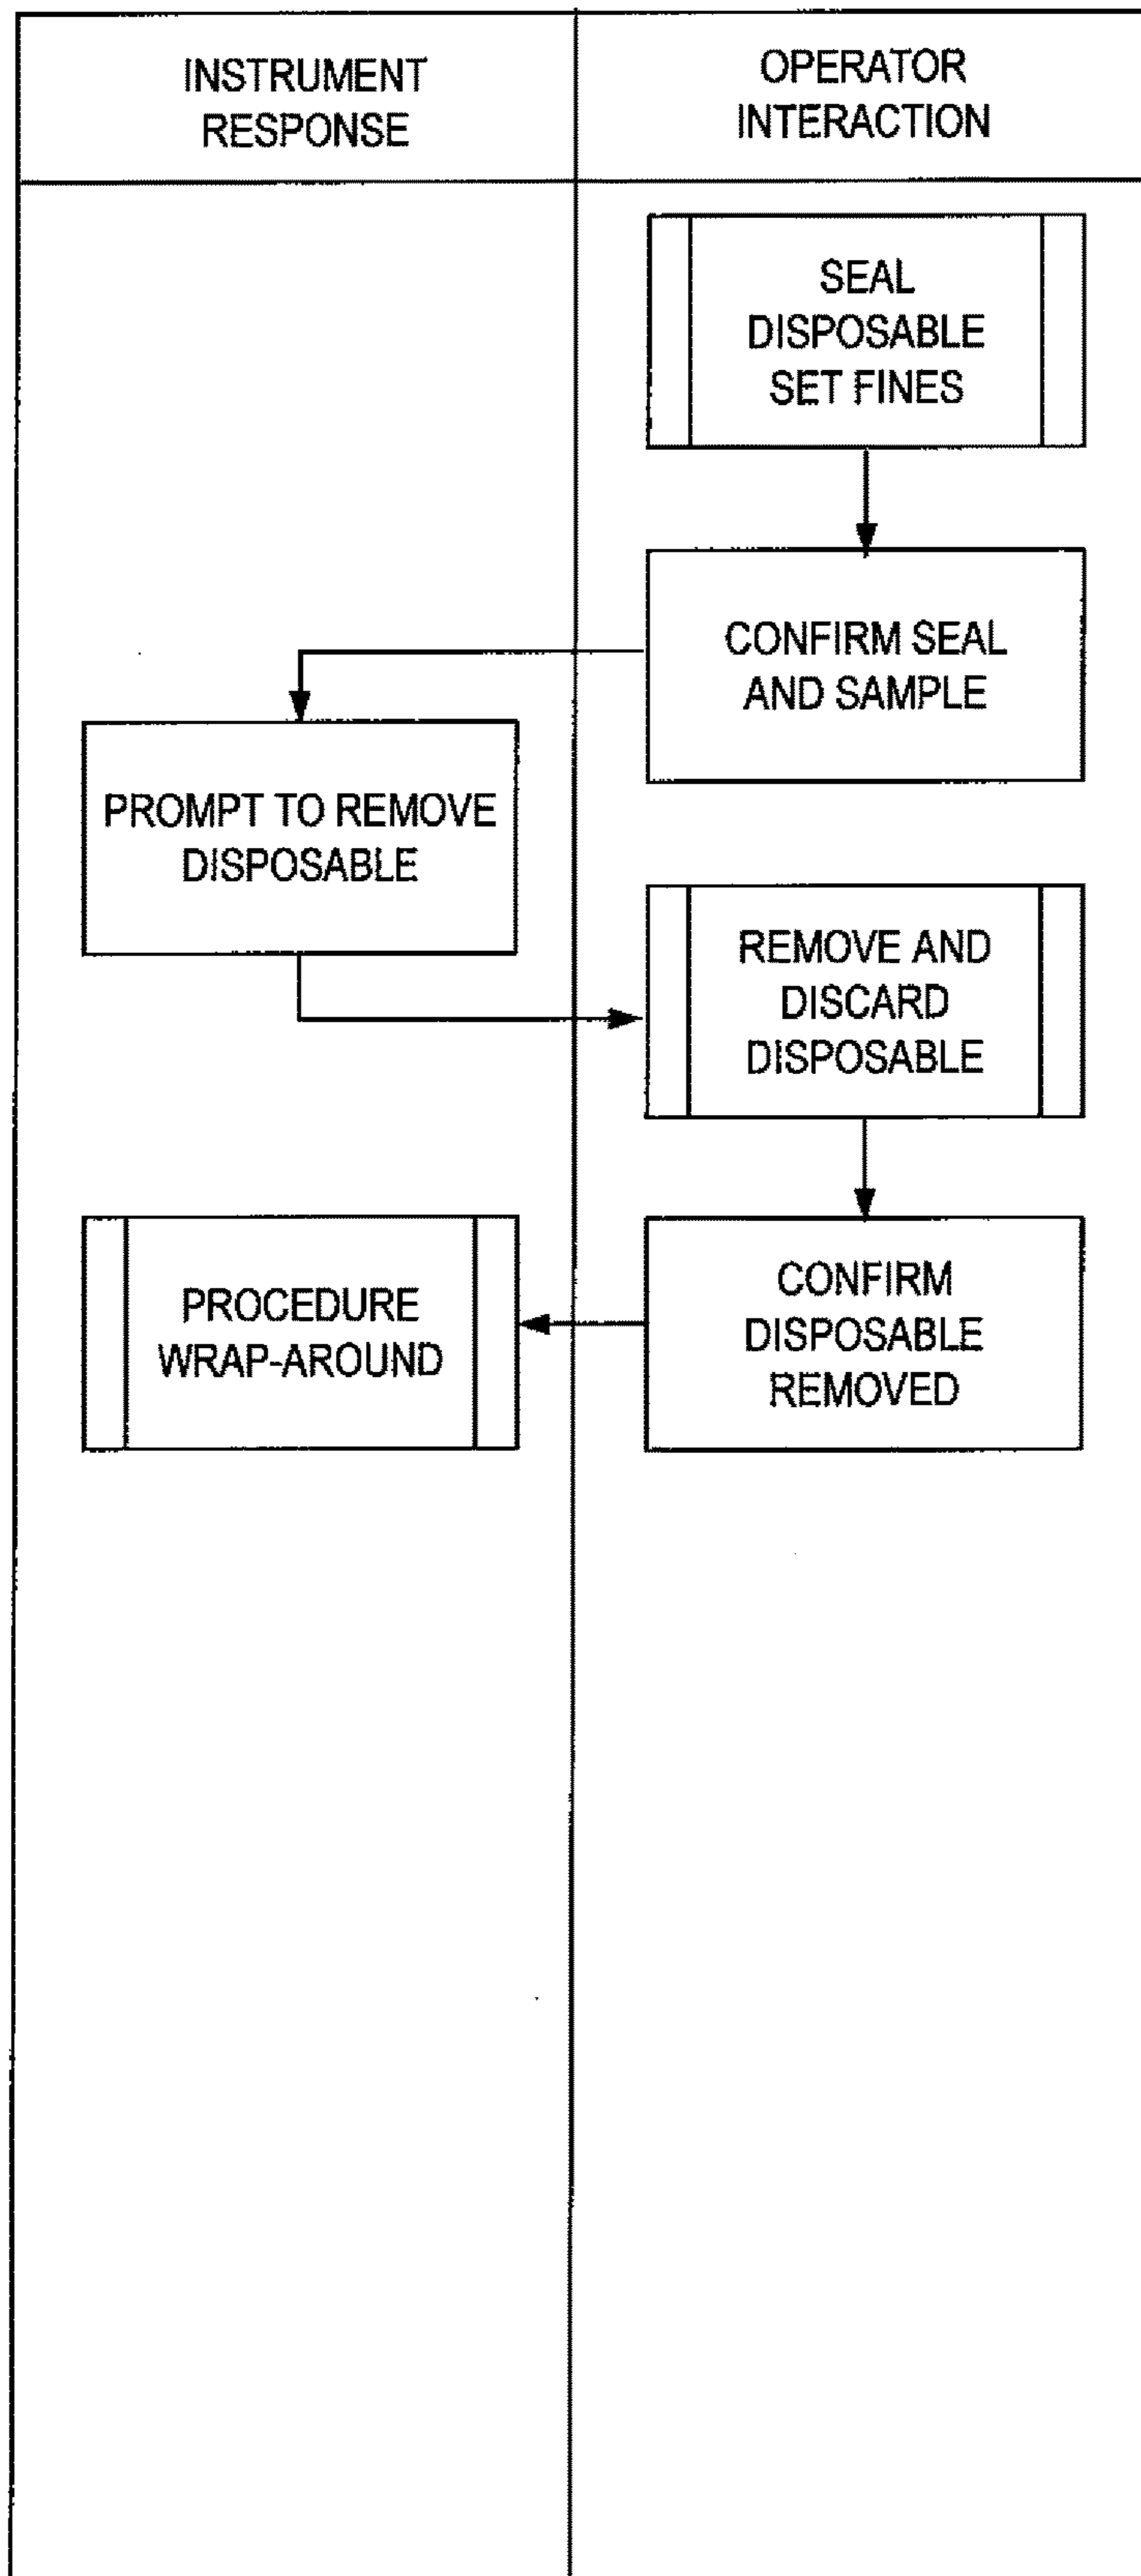 INSTRUMENT
RESPONSE
OPERATOR
INTERACTION
SEAL
DISPOSABLE
SET FINES
CONFIRM SEAL
AND SAMPLE
PROMPT TO REMOVE
DISPOSABLE
REMOVE AND
DISCARD
DISPOSABLE
CONFIRM
DISPOSABLE
REMOVED
PROCEDURE
WRAP-AROUND